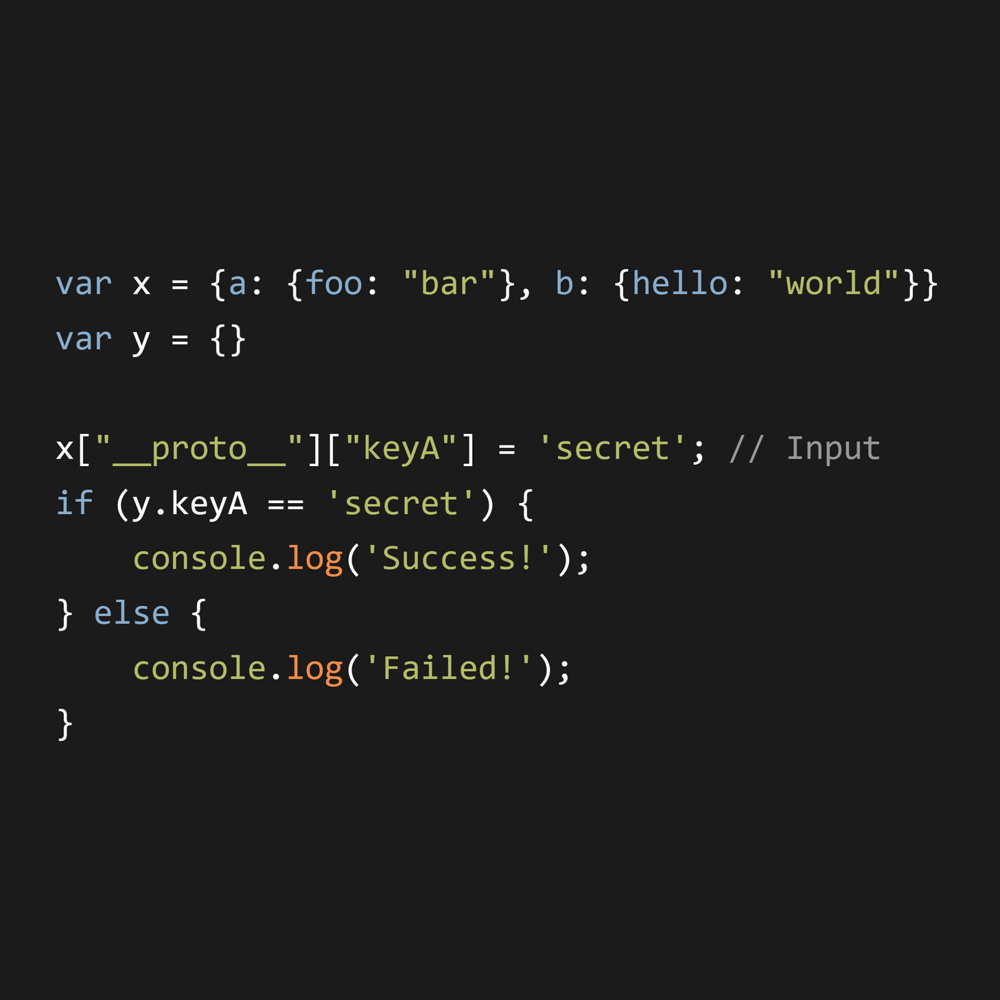 var x = {a: {foo: "bar"}, b: {hello: "world"}}
var y = {}

x["__proto__"]["keyA"] = 'secret'; // Input
if (y.keyA == 'secret') {
    console.log('Success!');
} else {
    console.log('Failed!');
}